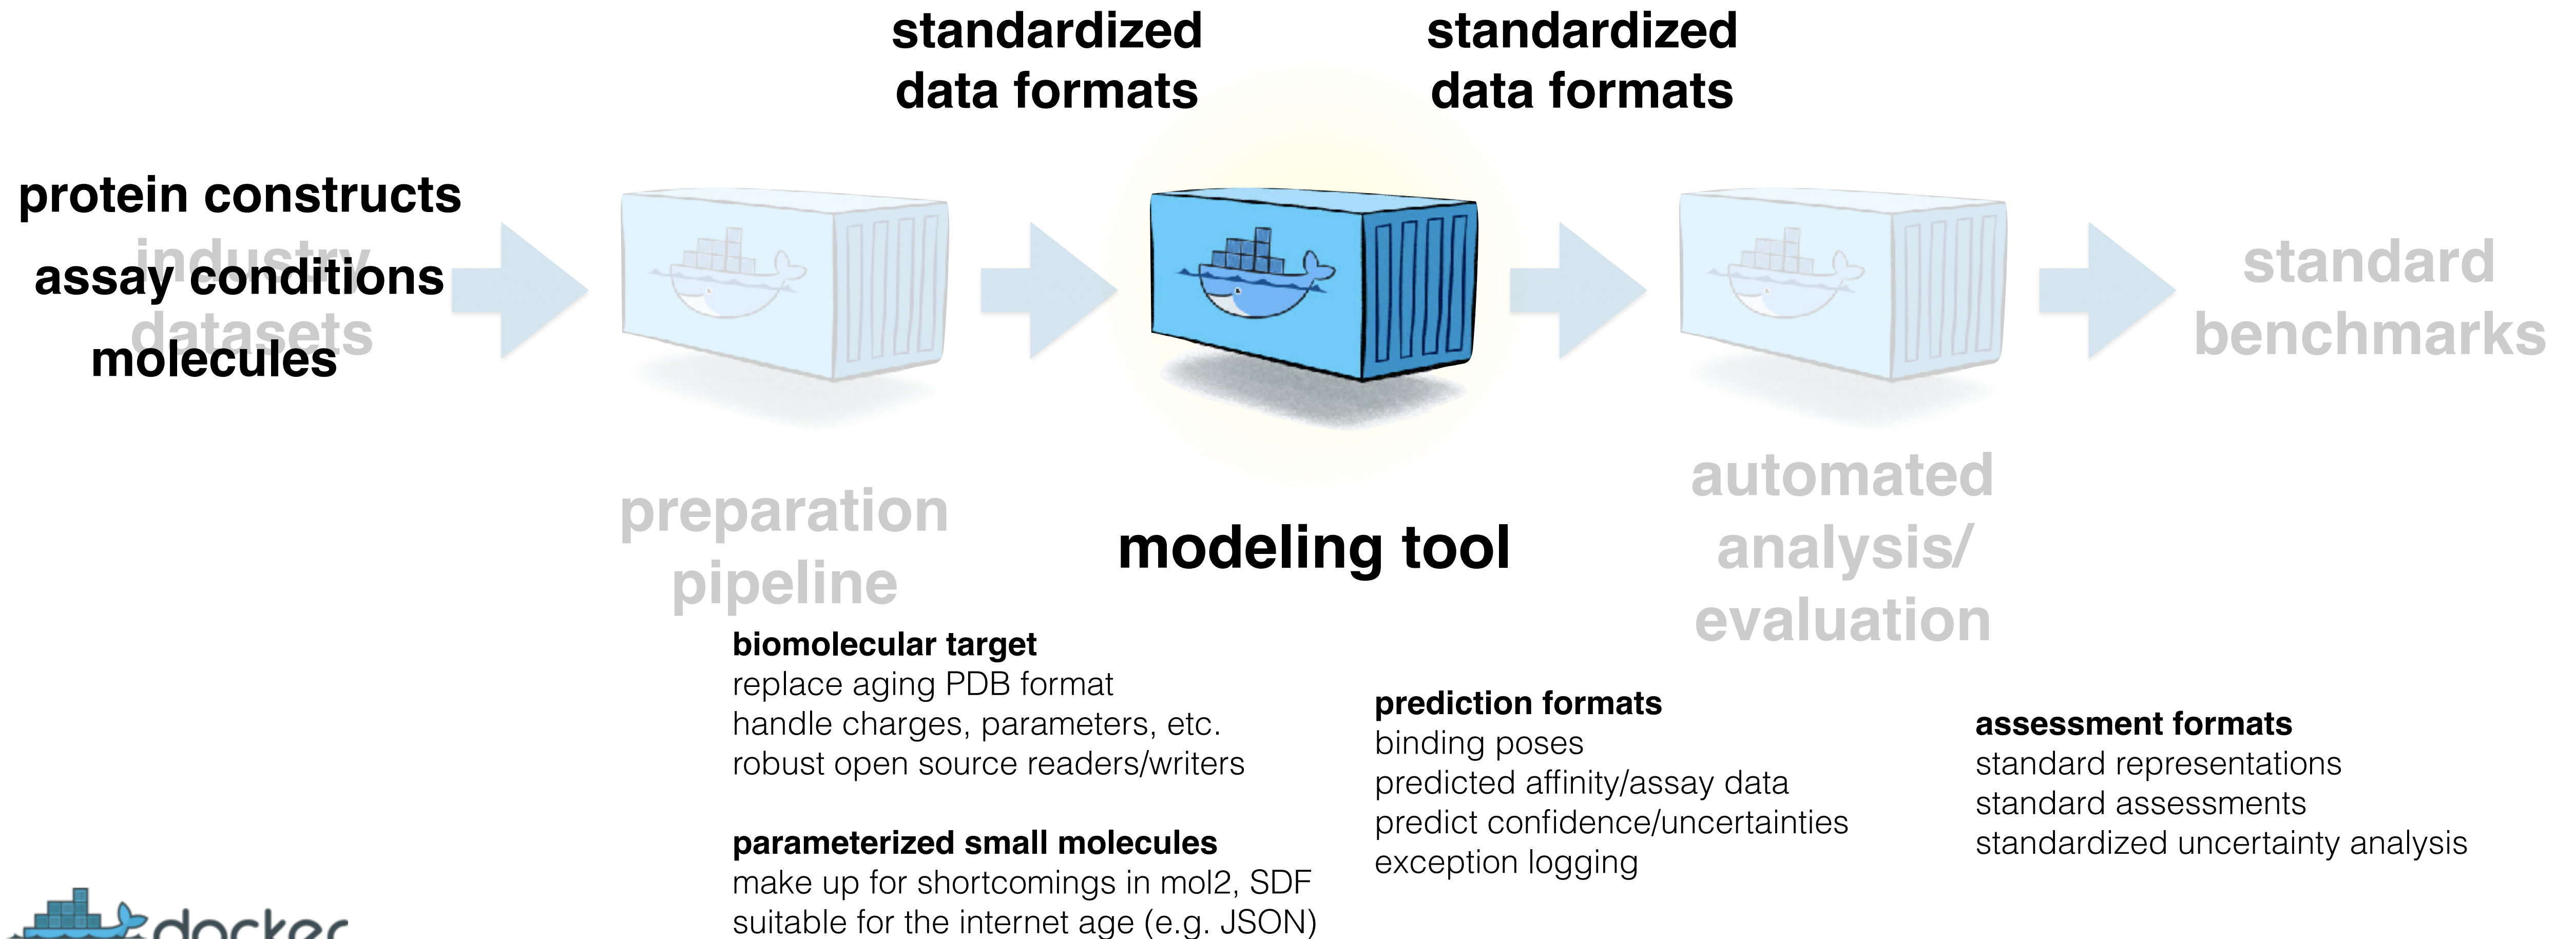 standardized
data formats
standardized
data formats
protein constructs
industry
assay conditions
datasets
molecules
standard
benchmarks
preparation
pipeline
modeling tool
automated
analysis/
evaluation
biomolecular target
replace aging PDB format
handle charges, parameters, etc.
robust open source readers/writers
parameterized small molecules
make up for shortcomings in mol2, SDF
suitable for the internet age (e.g. JSON)
prediction formats
binding poses
predicted affinity/assay data
predict confidence/uncertainties
exception logging
assessment formats
standard representations
standard assessments
standardized uncertainty analysis
docker